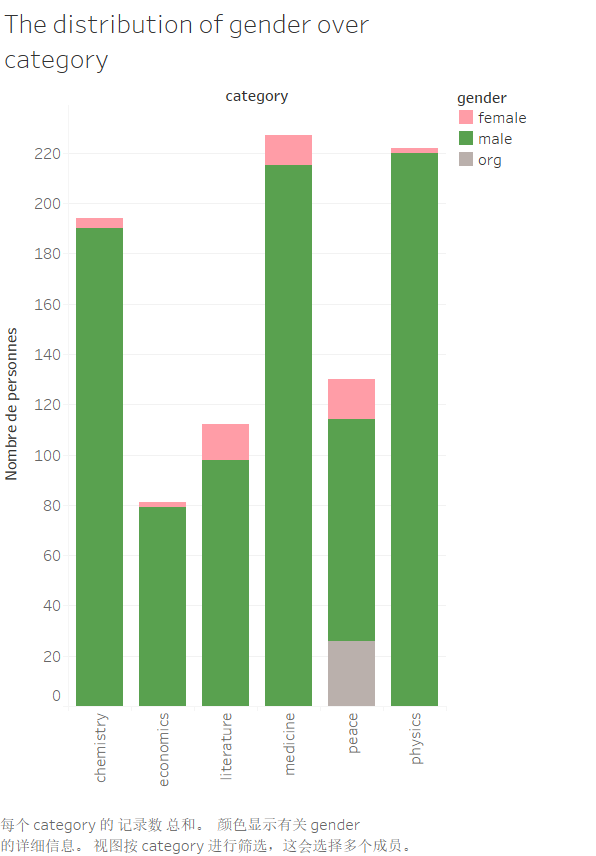 The distribution of gender over
category
category
gender
female
male
org
Nombre de personnes
220
200
180
160
140
120
100
80
60
40
20
0
chemistry
economics
literature
medicine
peace
physics
每个 category 的 记录数 总和。 颜色显示有关 gender
的详细信息。 视图按 category 进行筛选，这会选择多个成员。